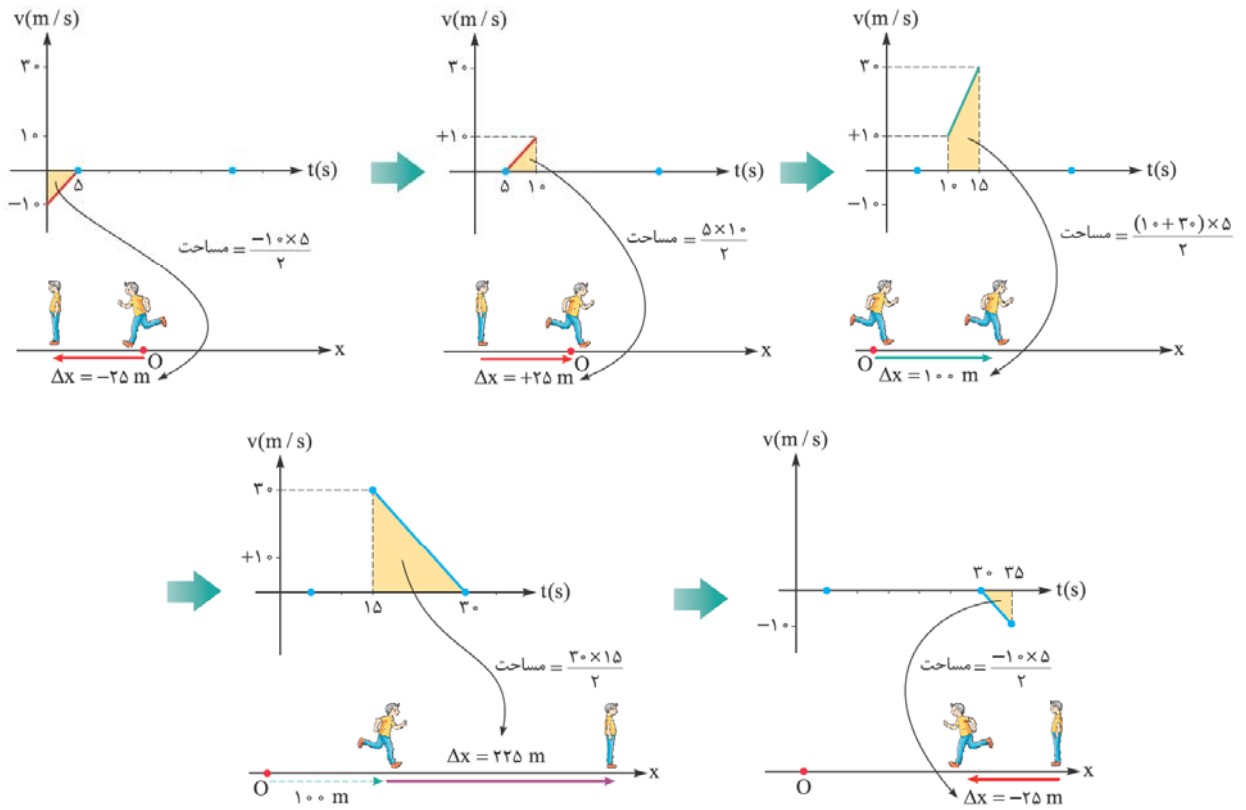 v(m/s)
۳۰
۱۰
−۱۰
۵
t(s)
مساحت = −۱۰×۵ / ۲
O
x
Δx = −۲۵ m
v(m/s)
۳۰
+۱۰
۵ ۱۰
t(s)
مساحت = ۵×۱۰ / ۲
O
x
Δx = +۲۵ m
v(m/s)
۳۰
+۱۰
−۱۰
۱۰ ۱۵
t(s)
مساحت = (۱۰+۳۰)×۵ / ۲
O
x
Δx = ۱۰۰ m
v(m/s)
۳۰
+۱۰
۱۵ ۳۰
t(s)
مساحت = ۳۰×۱۵ / ۲
Δx = ۲۲۵ m
O
x
۱۰۰ m
v(m/s)
۳۰ ۳۵
t(s)
−۱۰
مساحت = −۱۰×۵ / ۲
O
x
Δx = −۲۵ m